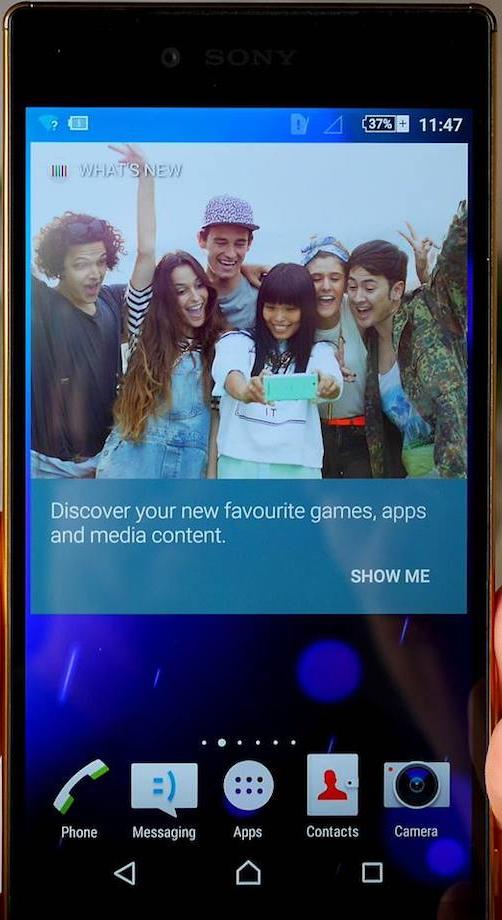 SONY
37% 11:47
WHAT'S NEW
IT
Discover your new favourite games, apps
and media content.
SHOW ME
Phone Messaging Apps Contacts Camera